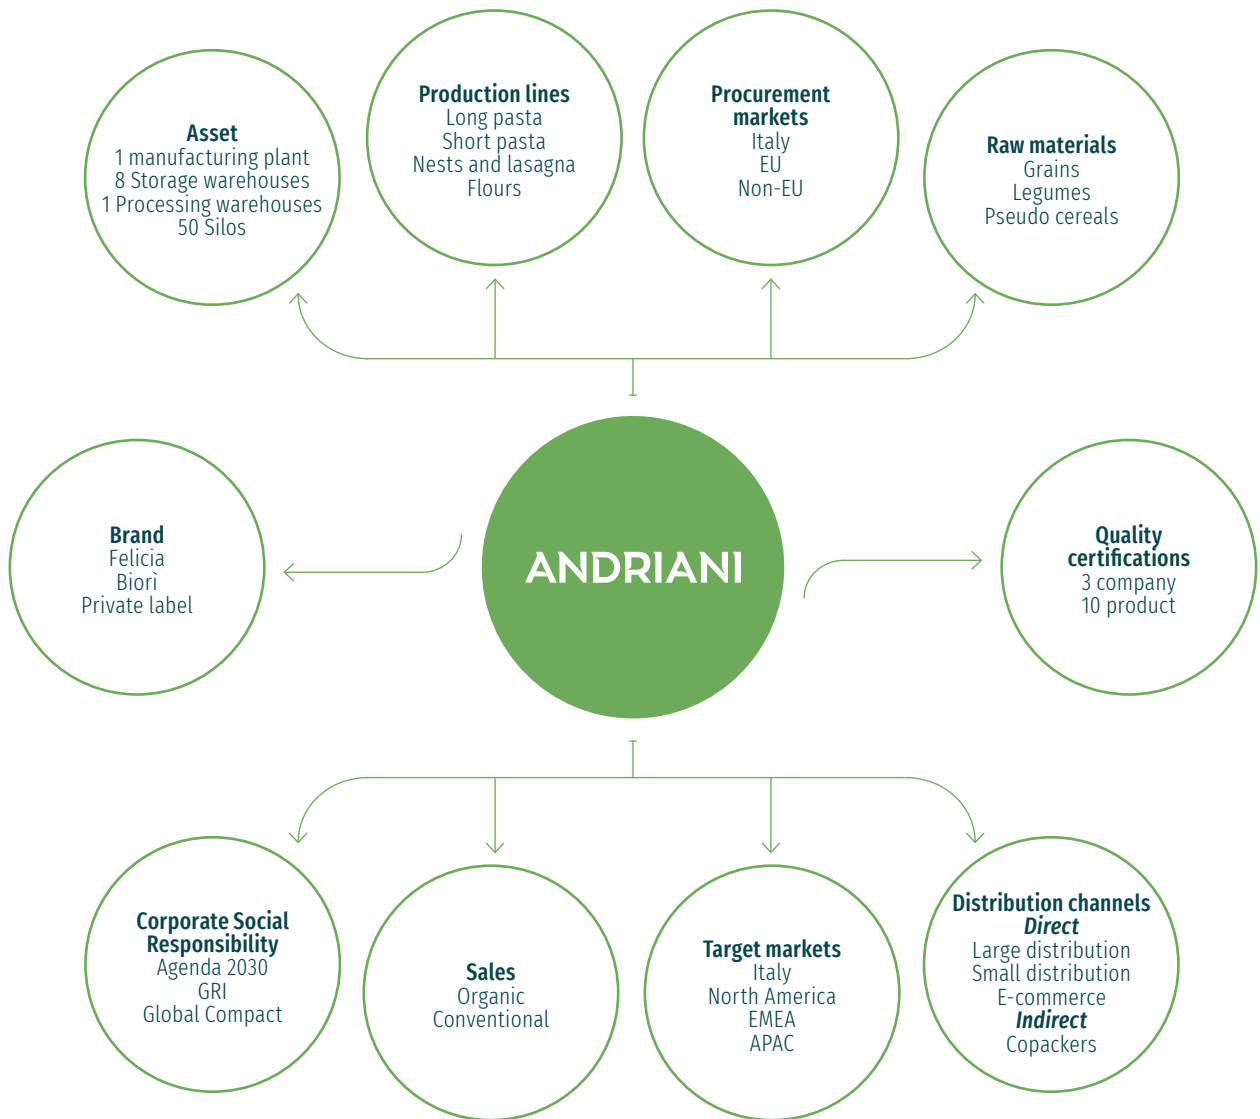 Asset
1 manufacturing plant
8 Storage warehouses
1 Processing warehouses
50 Silos
Production lines
Long pasta
Short pasta
Nests and lasagna
Flours
Procurement
markets
Italy
EU
Non-EU
Raw materials
Grains
Legumes
Pseudo cereals
Brand
Felicia
Biorì
Private label
ANDRIANI
Quality
certifications
3 company
10 product
Corporate Social
Responsibility
Agenda 2030
GRI
Global Compact
Sales
Organic
Conventional
Target markets
Italy
North America
EMEA
APAC
Distribution channels
Direct
Large distribution
Small distribution
E-commerce
Indirect
Copackers